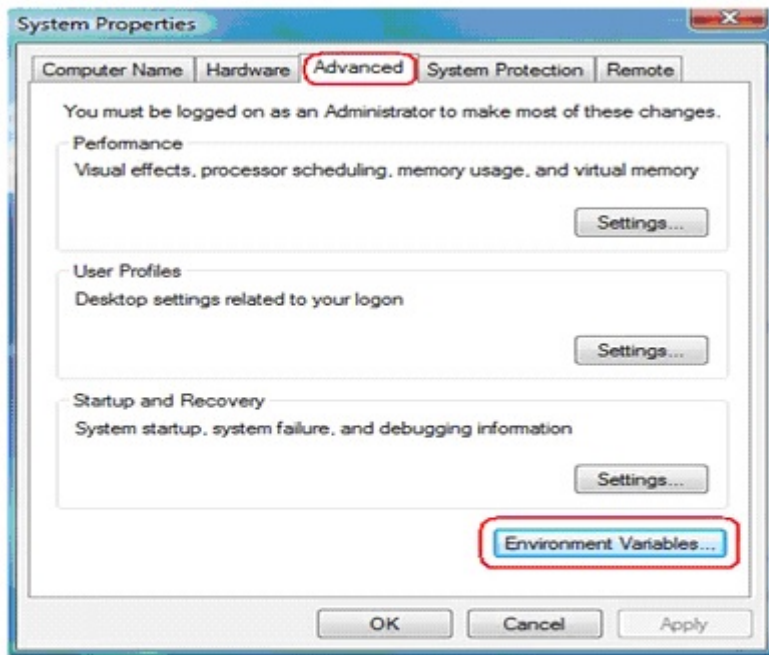 System Properties
Computer Name Hardware Advanced System Protection Remote
You must be logged on as an Administrator to make most of these changes.
Performance
Visual effects, processor scheduling, memory usage, and virtual memory
Settings...
User Profiles
Desktop settings related to your logon
Settings...
Startup and Recovery
System startup, system failure, and debugging information
Settings...
Environment Variables...
OK Cancel Apply